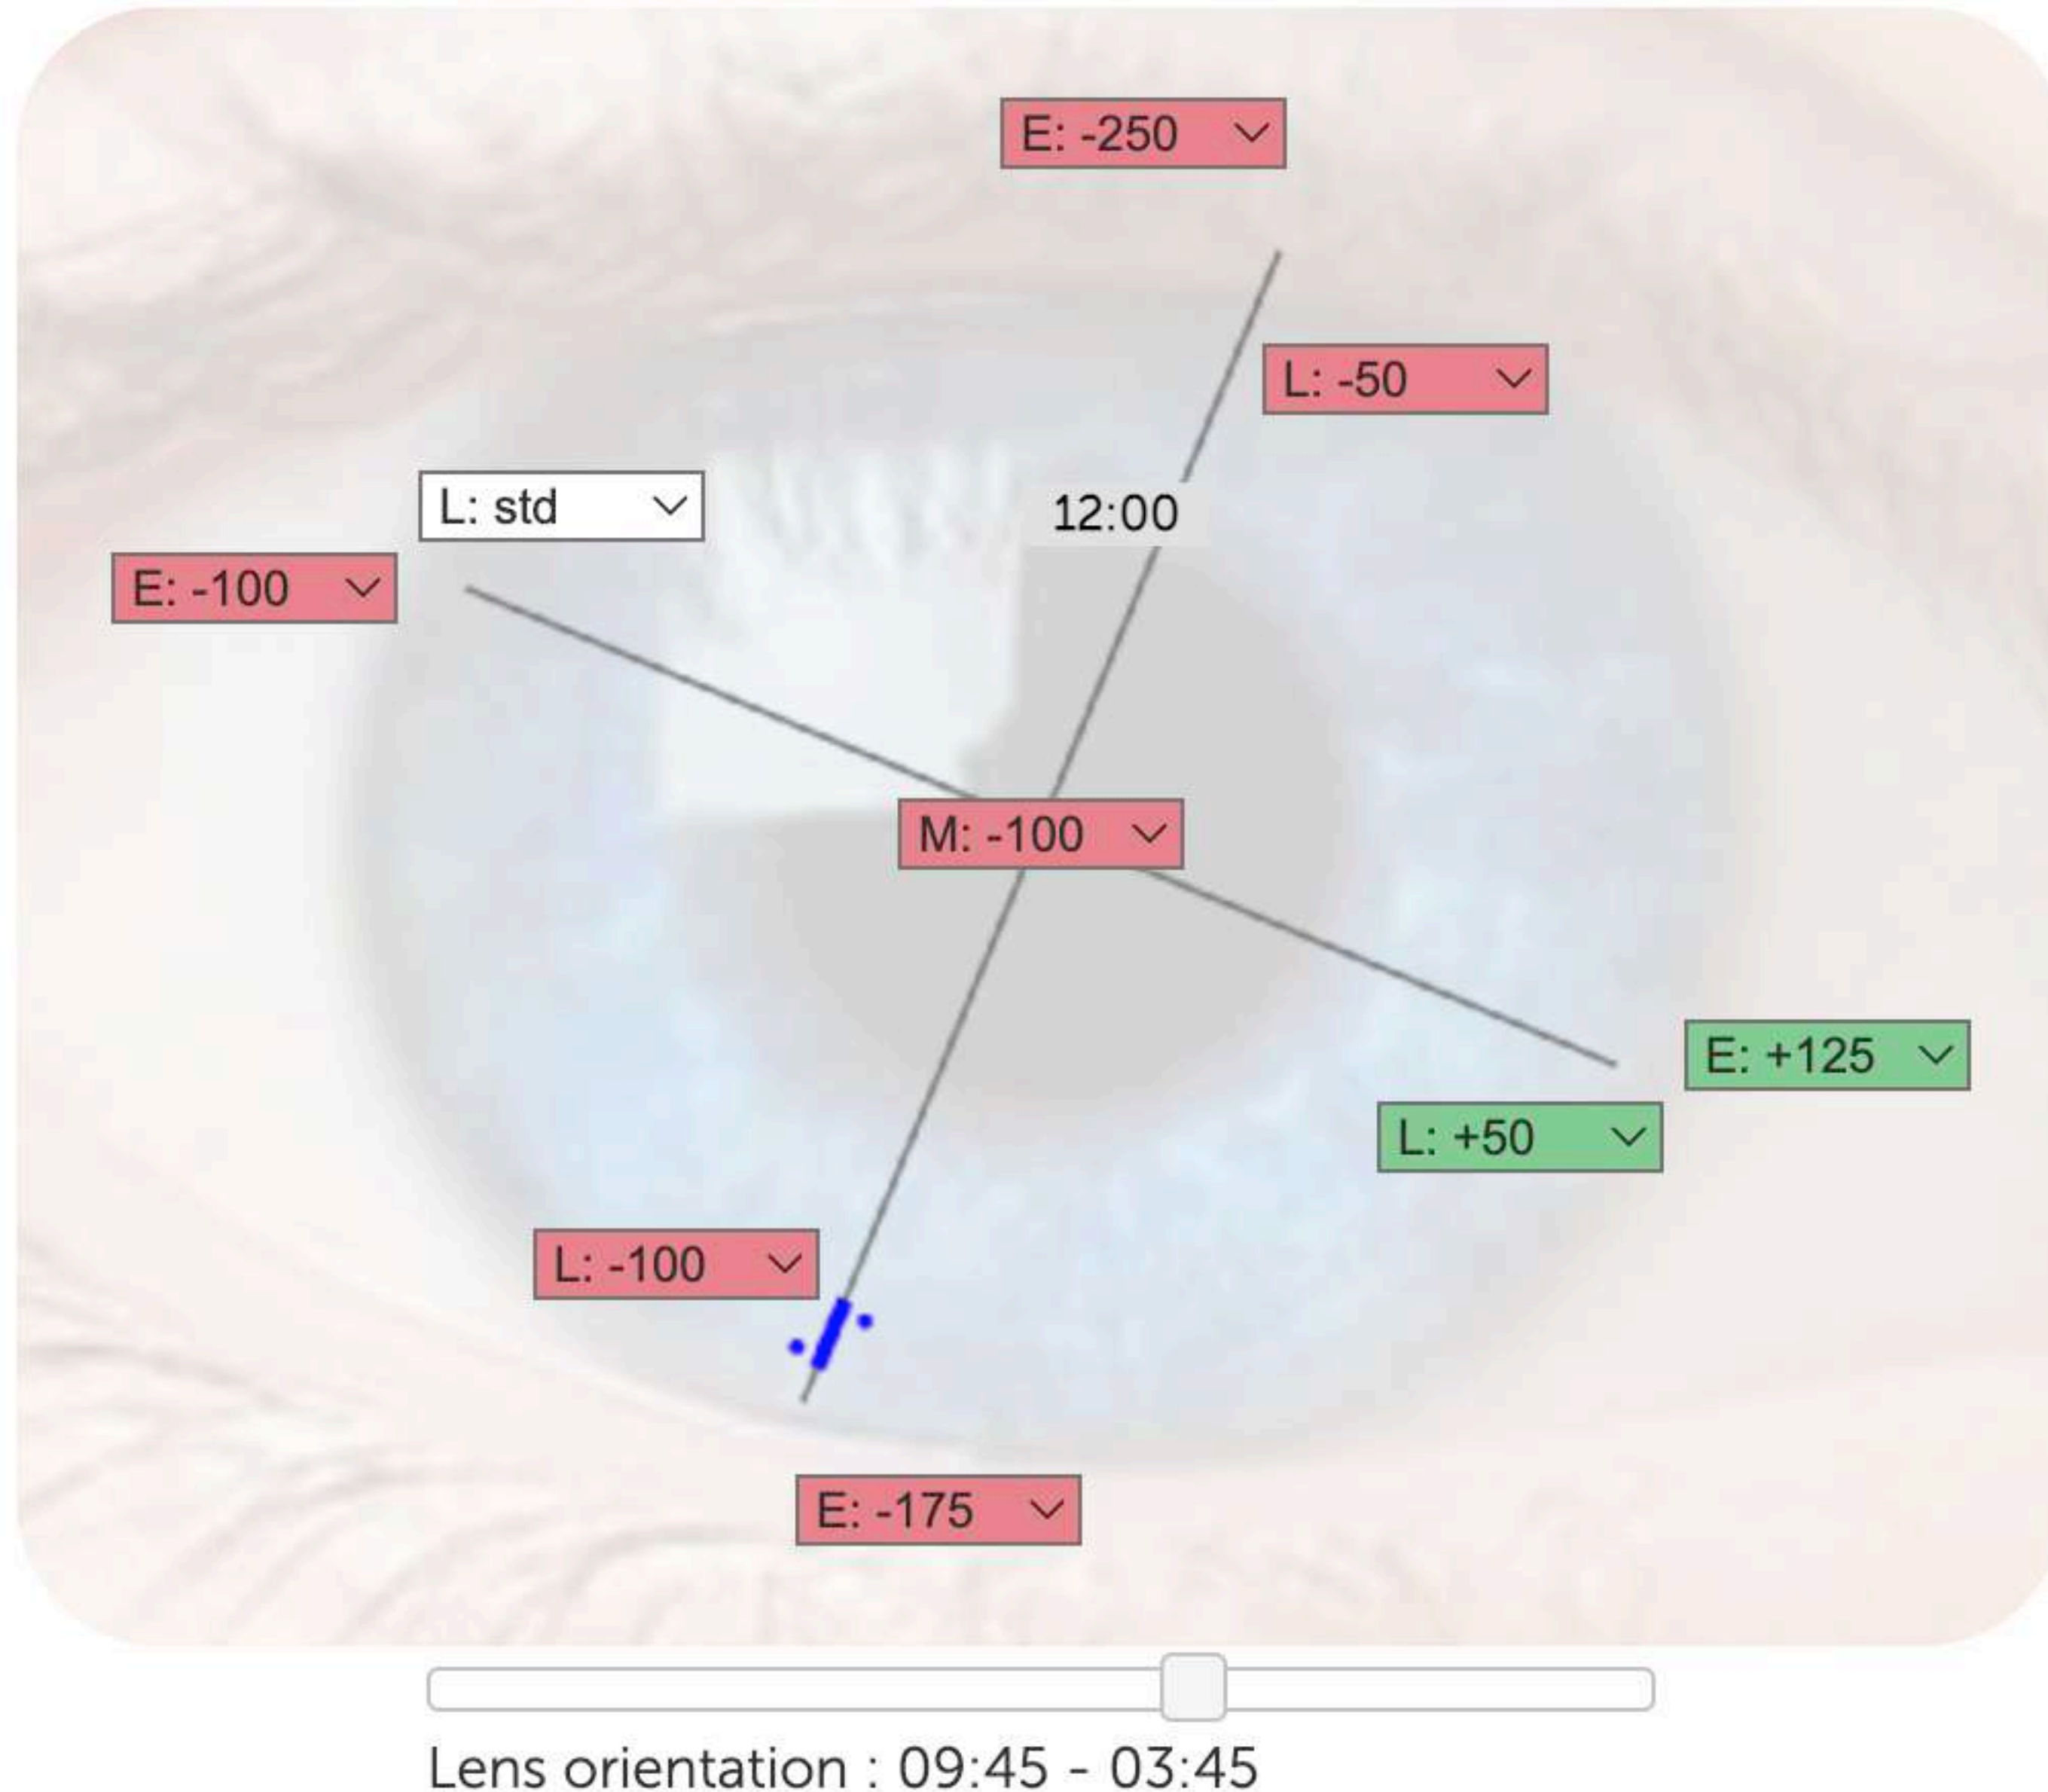 E: -250
L: -50
L: std
12:00
E: -100
M: -100
E: +125
L: +50
L: -100
E: -175
Lens orientation : 09:45 - 03:45